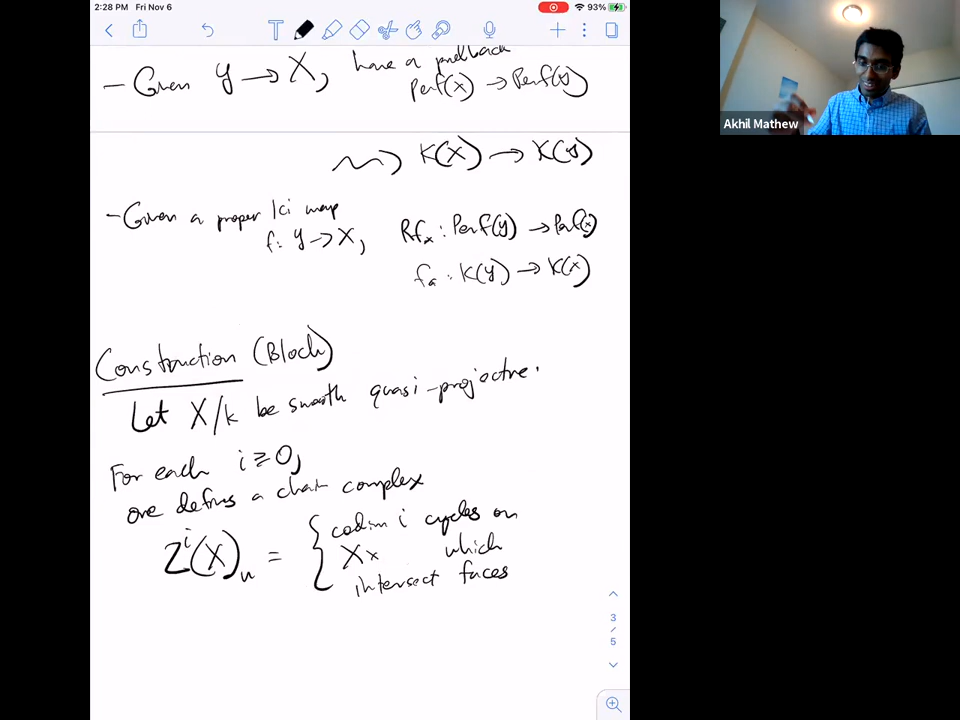 2:28 PM Fri Nov 6
93%
- Given Y → X, have a pullback
Perf(X) → Perf(Y)
⇝ K(X) → K(Y)
- Given a proper lci map
f: Y → X, Rf_* : Perf(Y) → Perf(X)
f_* : K(Y) → K(X)
Construction (Bloch)
Let X/k be smooth quasi-projective.
For each i ≥ 0,
one defines a chain complex
Z^i(X)_n = { codim i cycles on
X × which
intersect faces
3
/
5
Akhil Mathew